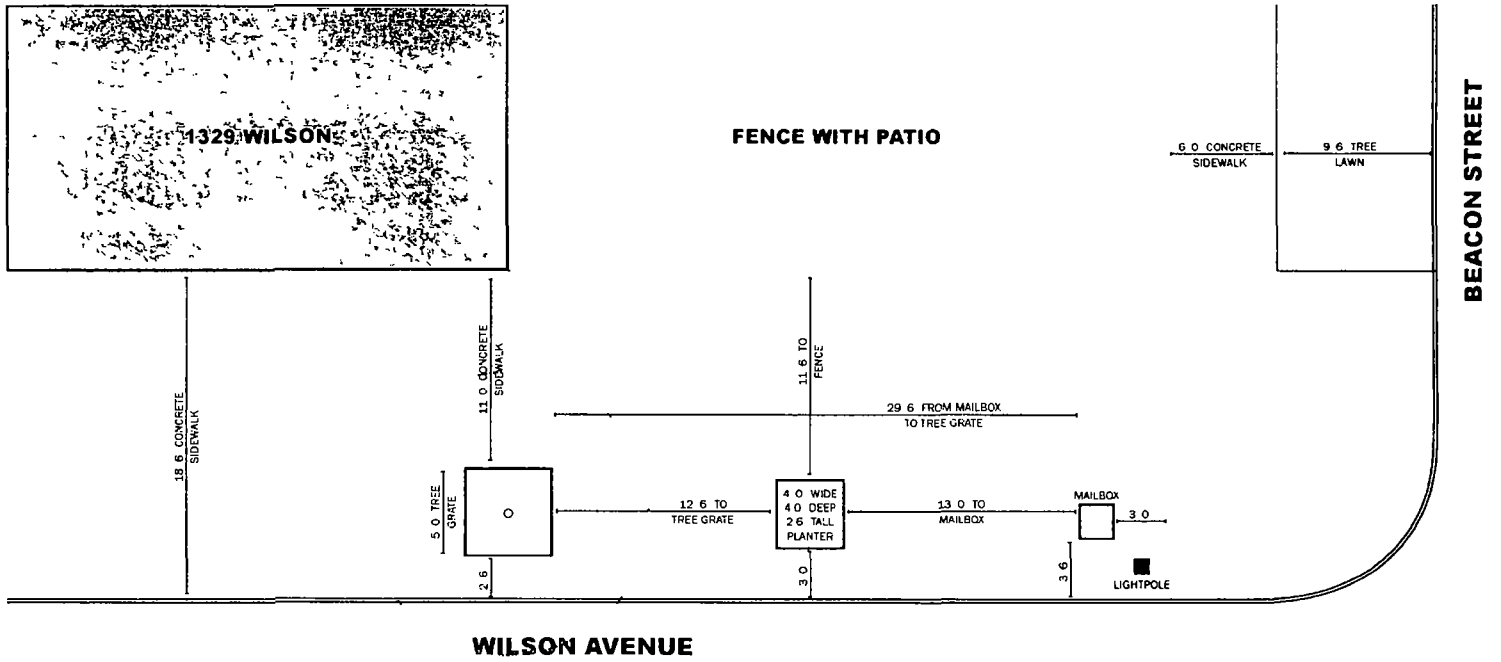 1329 WILSON
FENCE WITH PATIO
6 0 CONCRETE
SIDEWALK
9 6 TREE
LAWN
BEACON STREET
18 6 CONCRETE
SIDEWALK
11 0 CONCRETE
SIDEWALK
11 6 TO
FENCE
29 6 FROM MAILBOX
TO TREE GRATE
5 0 TREE
GRATE
12 6 TO
TREE GRATE
4 0 WIDE
4 0 DEEP
2 6 TALL
PLANTER
13 0 TO
MAILBOX
MAILBOX
3 0
2 6
3 0
3 6
LIGHTPOLE
WILSON AVENUE